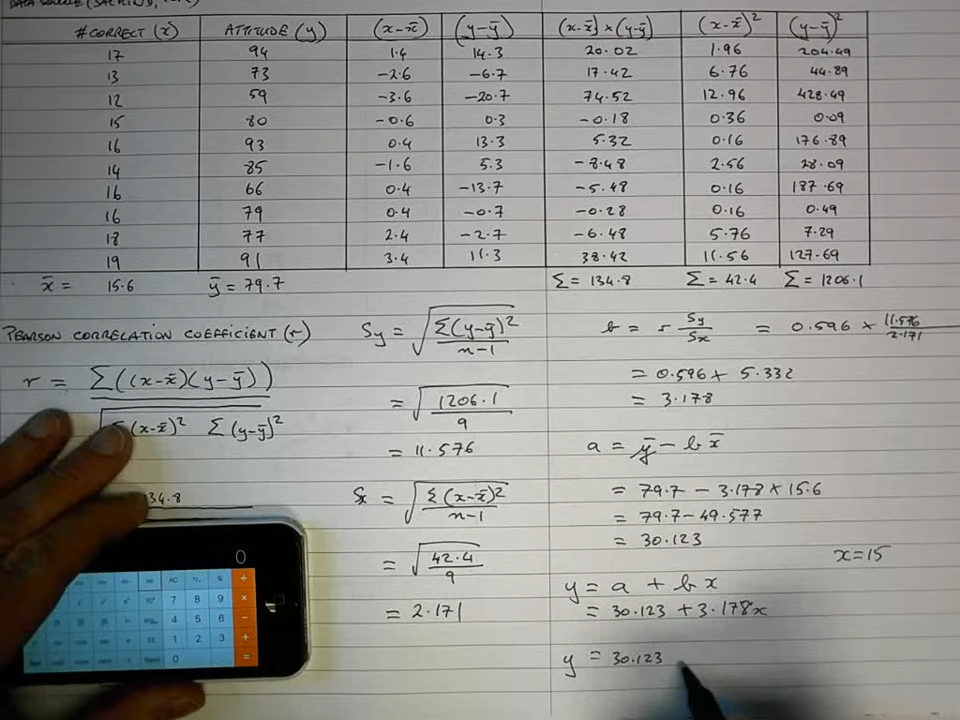 # CORRECT (x) ATTITUDE (y) (x-x̄) (y-ȳ) (x-x̄)×(y-ȳ) (x-x̄)² (y-ȳ)²
17 94 1.4 14.3 20.02 1.96 204.49
13 73 -2.6 -6.7 17.42 6.76 44.89
12 59 -3.6 -20.7 74.52 12.96 428.49
15 80 -0.6 0.3 -0.18 0.36 0.09
16 93 0.4 13.3 5.32 0.16 176.89
14 85 -1.6 5.3 -8.48 2.56 28.09
16 66 0.4 -13.7 -5.48 0.16 187.69
16 79 0.4 -0.7 -0.28 0.16 0.49
18 77 2.4 -2.7 -6.48 5.76 7.29
19 91 3.4 11.3 38.42 11.56 127.69
x̄ = 15.6 ȳ = 79.7 Σ = 134.8 Σ = 42.4 Σ = 1206.1
PEARSON CORRELATION COEFFICIENT (r)
r = Σ((x-x̄)(y-ȳ))
(x-x̄)² Σ(y-ȳ)²
34.8
Sy = √Σ(y-ȳ)²/n-1
= √1206.1/9
= 11.576
Sx = √Σ(x-x̄)²/n-1
= √42.4/9
= 2.171
b = r Sy/Sx = 0.596 × 11.576/2.171
= 0.596 × 5.332
= 3.178
a = ȳ - b x̄
= 79.7 - 3.178 × 15.6
= 79.7 - 49.577
= 30.123
x=15
y = a + bx
= 30.123 + 3.178x
y = 30.123
0
AC +/- % ÷
7 8 9 ×
4 5 6 -
1 2 3 +
0 =